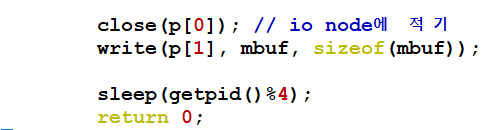 close(p[0]); // io node에 적기
write(p[1], mbuf, sizeof(mbuf));
sleep(getpid()%4);
return 0;